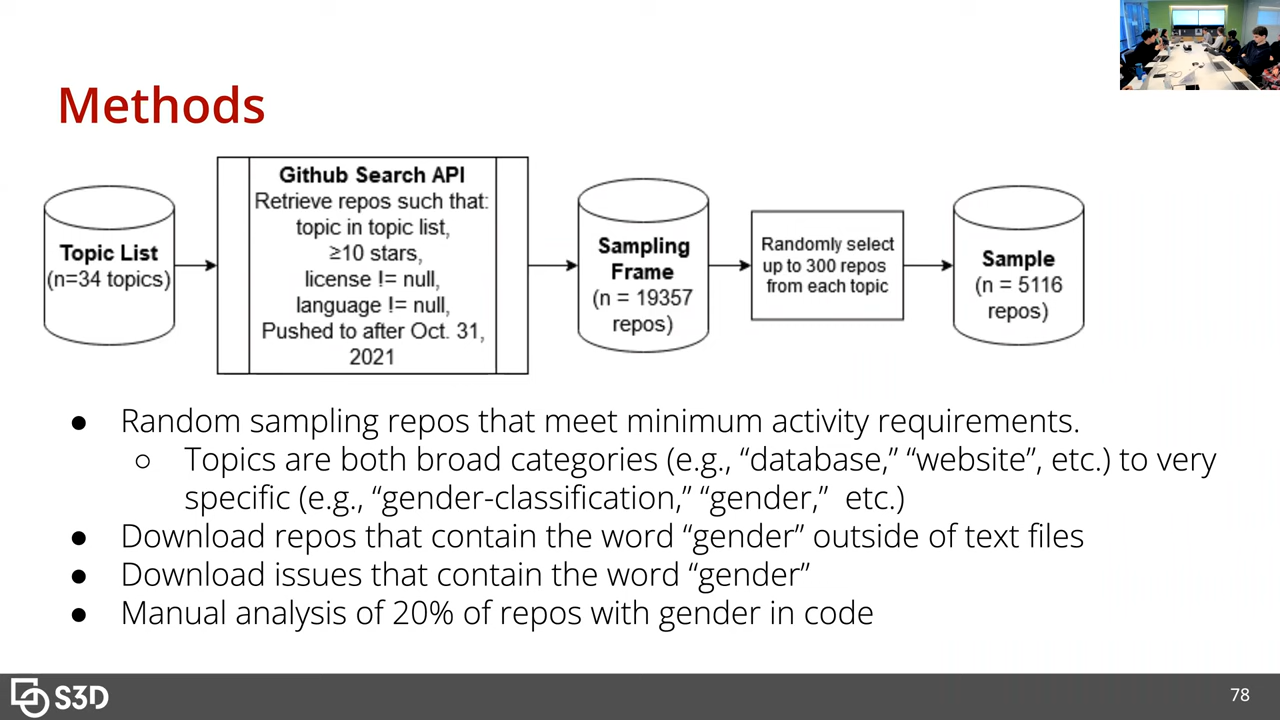 Methods
Topic List
(n=34 topics)
Github Search API
Retrieve repos such that:
topic in topic list,
≥10 stars,
license != null,
language != null,
Pushed to after Oct. 31,
2021
Sampling
Frame
(n = 19357
repos)
Randomly select
up to 300 repos
from each topic
Sample
(n = 5116
repos)
● Random sampling repos that meet minimum activity requirements.
○ Topics are both broad categories (e.g., “database,” “website”, etc.) to very
specific (e.g., “gender-classification,” “gender,” etc.)
● Download repos that contain the word “gender” outside of text files
● Download issues that contain the word “gender”
● Manual analysis of 20% of repos with gender in code
S3D
78